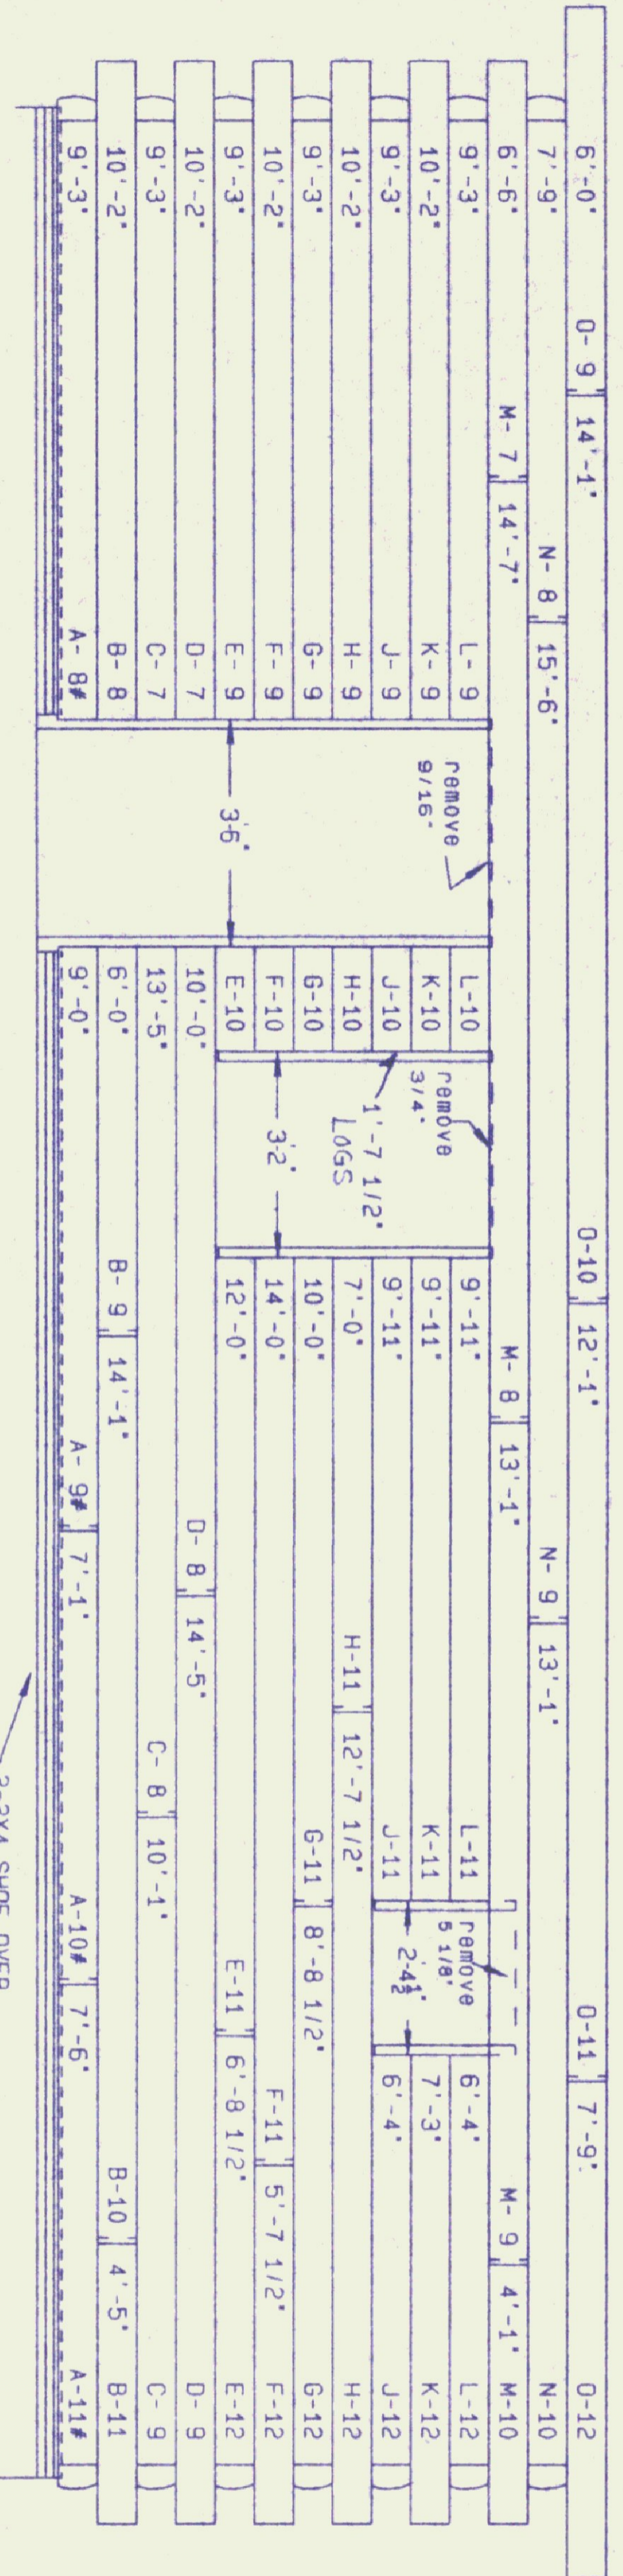 6'-0" O- 9 14'-1" O-10 12'-1" O-11 7'-9" O-12
7'-9" N- 8 15'-6" N- 9 13'-1" N-10
6'-6" M- 7 14'-7" M- 8 13'-1" M- 9 4'-1" M-10
9'-3" L- 9 L-10 9'-11" L-11 6'-4" L-12
10'-2" K- 9 K-10 9'-11" K-11 7'-3" K-12
9'-3" J- 9 J-10 9'-11" J-11 6'-4" J-12
10'-2" H- 9 H-10 7'-0" H-11 12'-7 1/2" H-12
9'-3" G- 9 G-10 10'-0" G-11 8'-8 1/2" G-12
10'-2" F- 9 F-10 14'-0" F-11 5'-7 1/2" F-12
9'-3" E- 9 E-10 12'-0" E-11 6'-8 1/2" E-12
10'-2" D- 7 10'-0" D- 8 14'-5" D- 9
9'-3" C- 7 13'-5" C- 8 10'-1" C- 9
10'-2" B- 8 6'-0" B- 9 14'-1" B-10 4'-5" B-11
9'-3" A- 8# 9'-0" A- 9# 7'-1" A-10# 7'-6" A-11#
remove
9/16"
3'6"
remove
3/4"
1'-7 1/2"
LOGS
3'2"
remove
5 1/8"
2'-4 1/2"
SHOE OVER